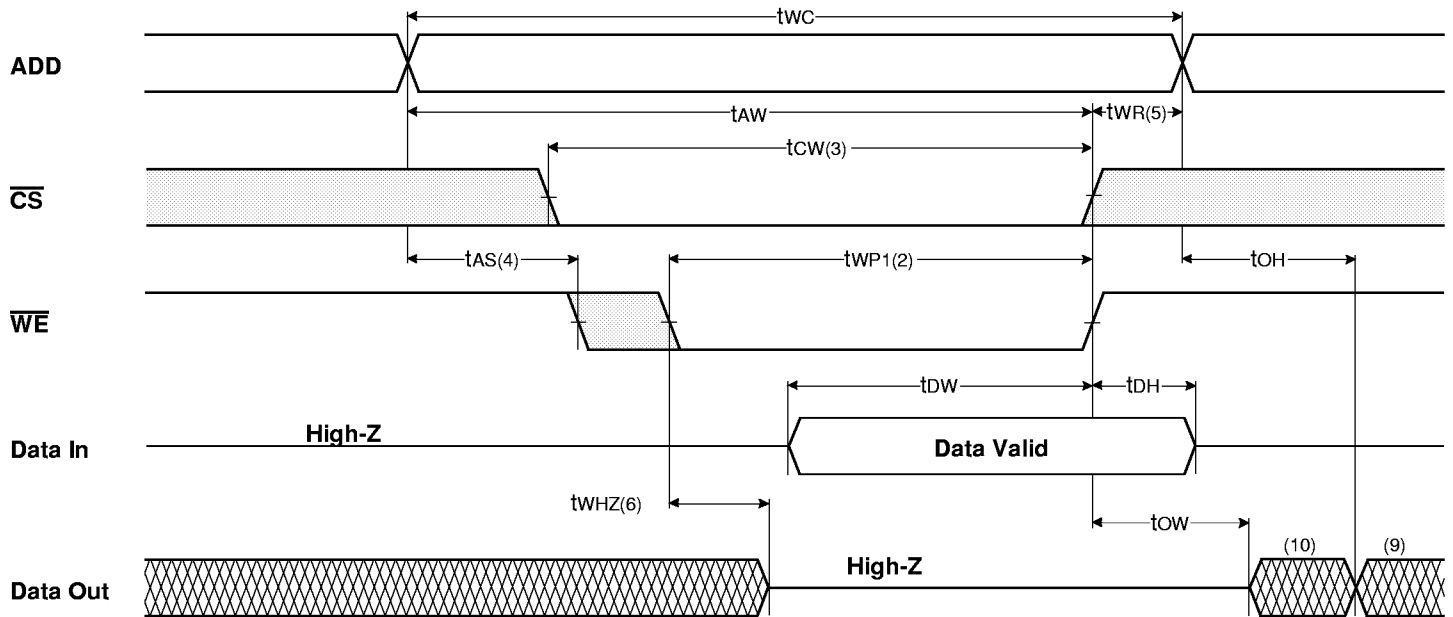 tWC
ADD
tAW
tWR(5)
tCW(3)
CS
tAS(4)
tWP1(2)
tOH
WE
tDW
tDH
High-Z
Data In
Data Valid
tWHZ(6)
tOW
(10)
(9)
High-Z
Data Out